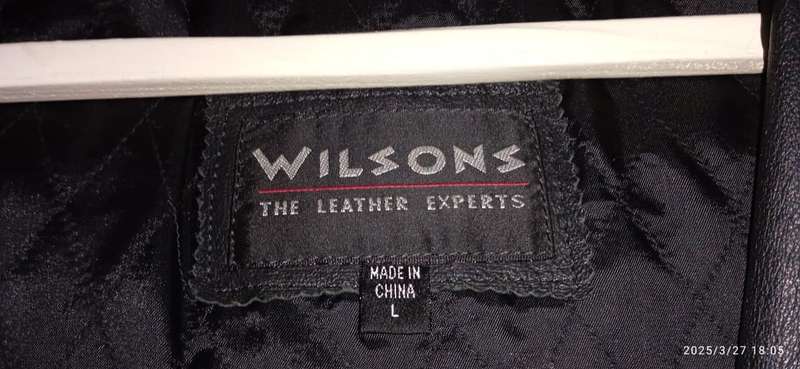 WILSONS
THE LEATHER EXPERTS
MADE IN
CHINA
L
2025/3/27 18:05